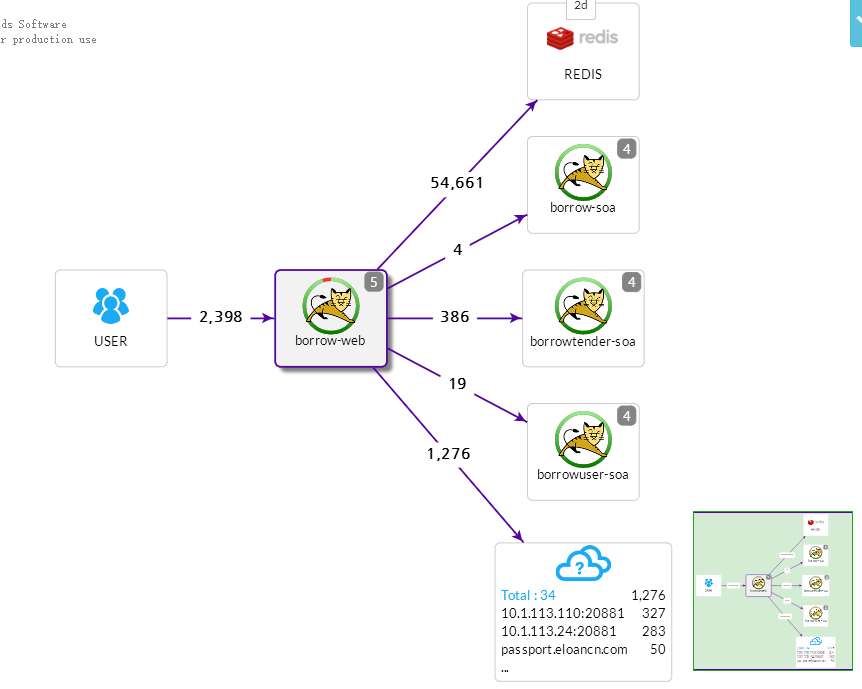 ds Software
r production use
2d
redis
REDIS
54,661
4
borrow-soa
4
USER
2,398
5
borrow-web
386
4
borrowtender-soa
19
4
borrowuser-soa
1,276
?
Total : 34 1,276
10.1.113.110:20881 327
10.1.113.24:20881 283
passport.eloancn.com 50
...